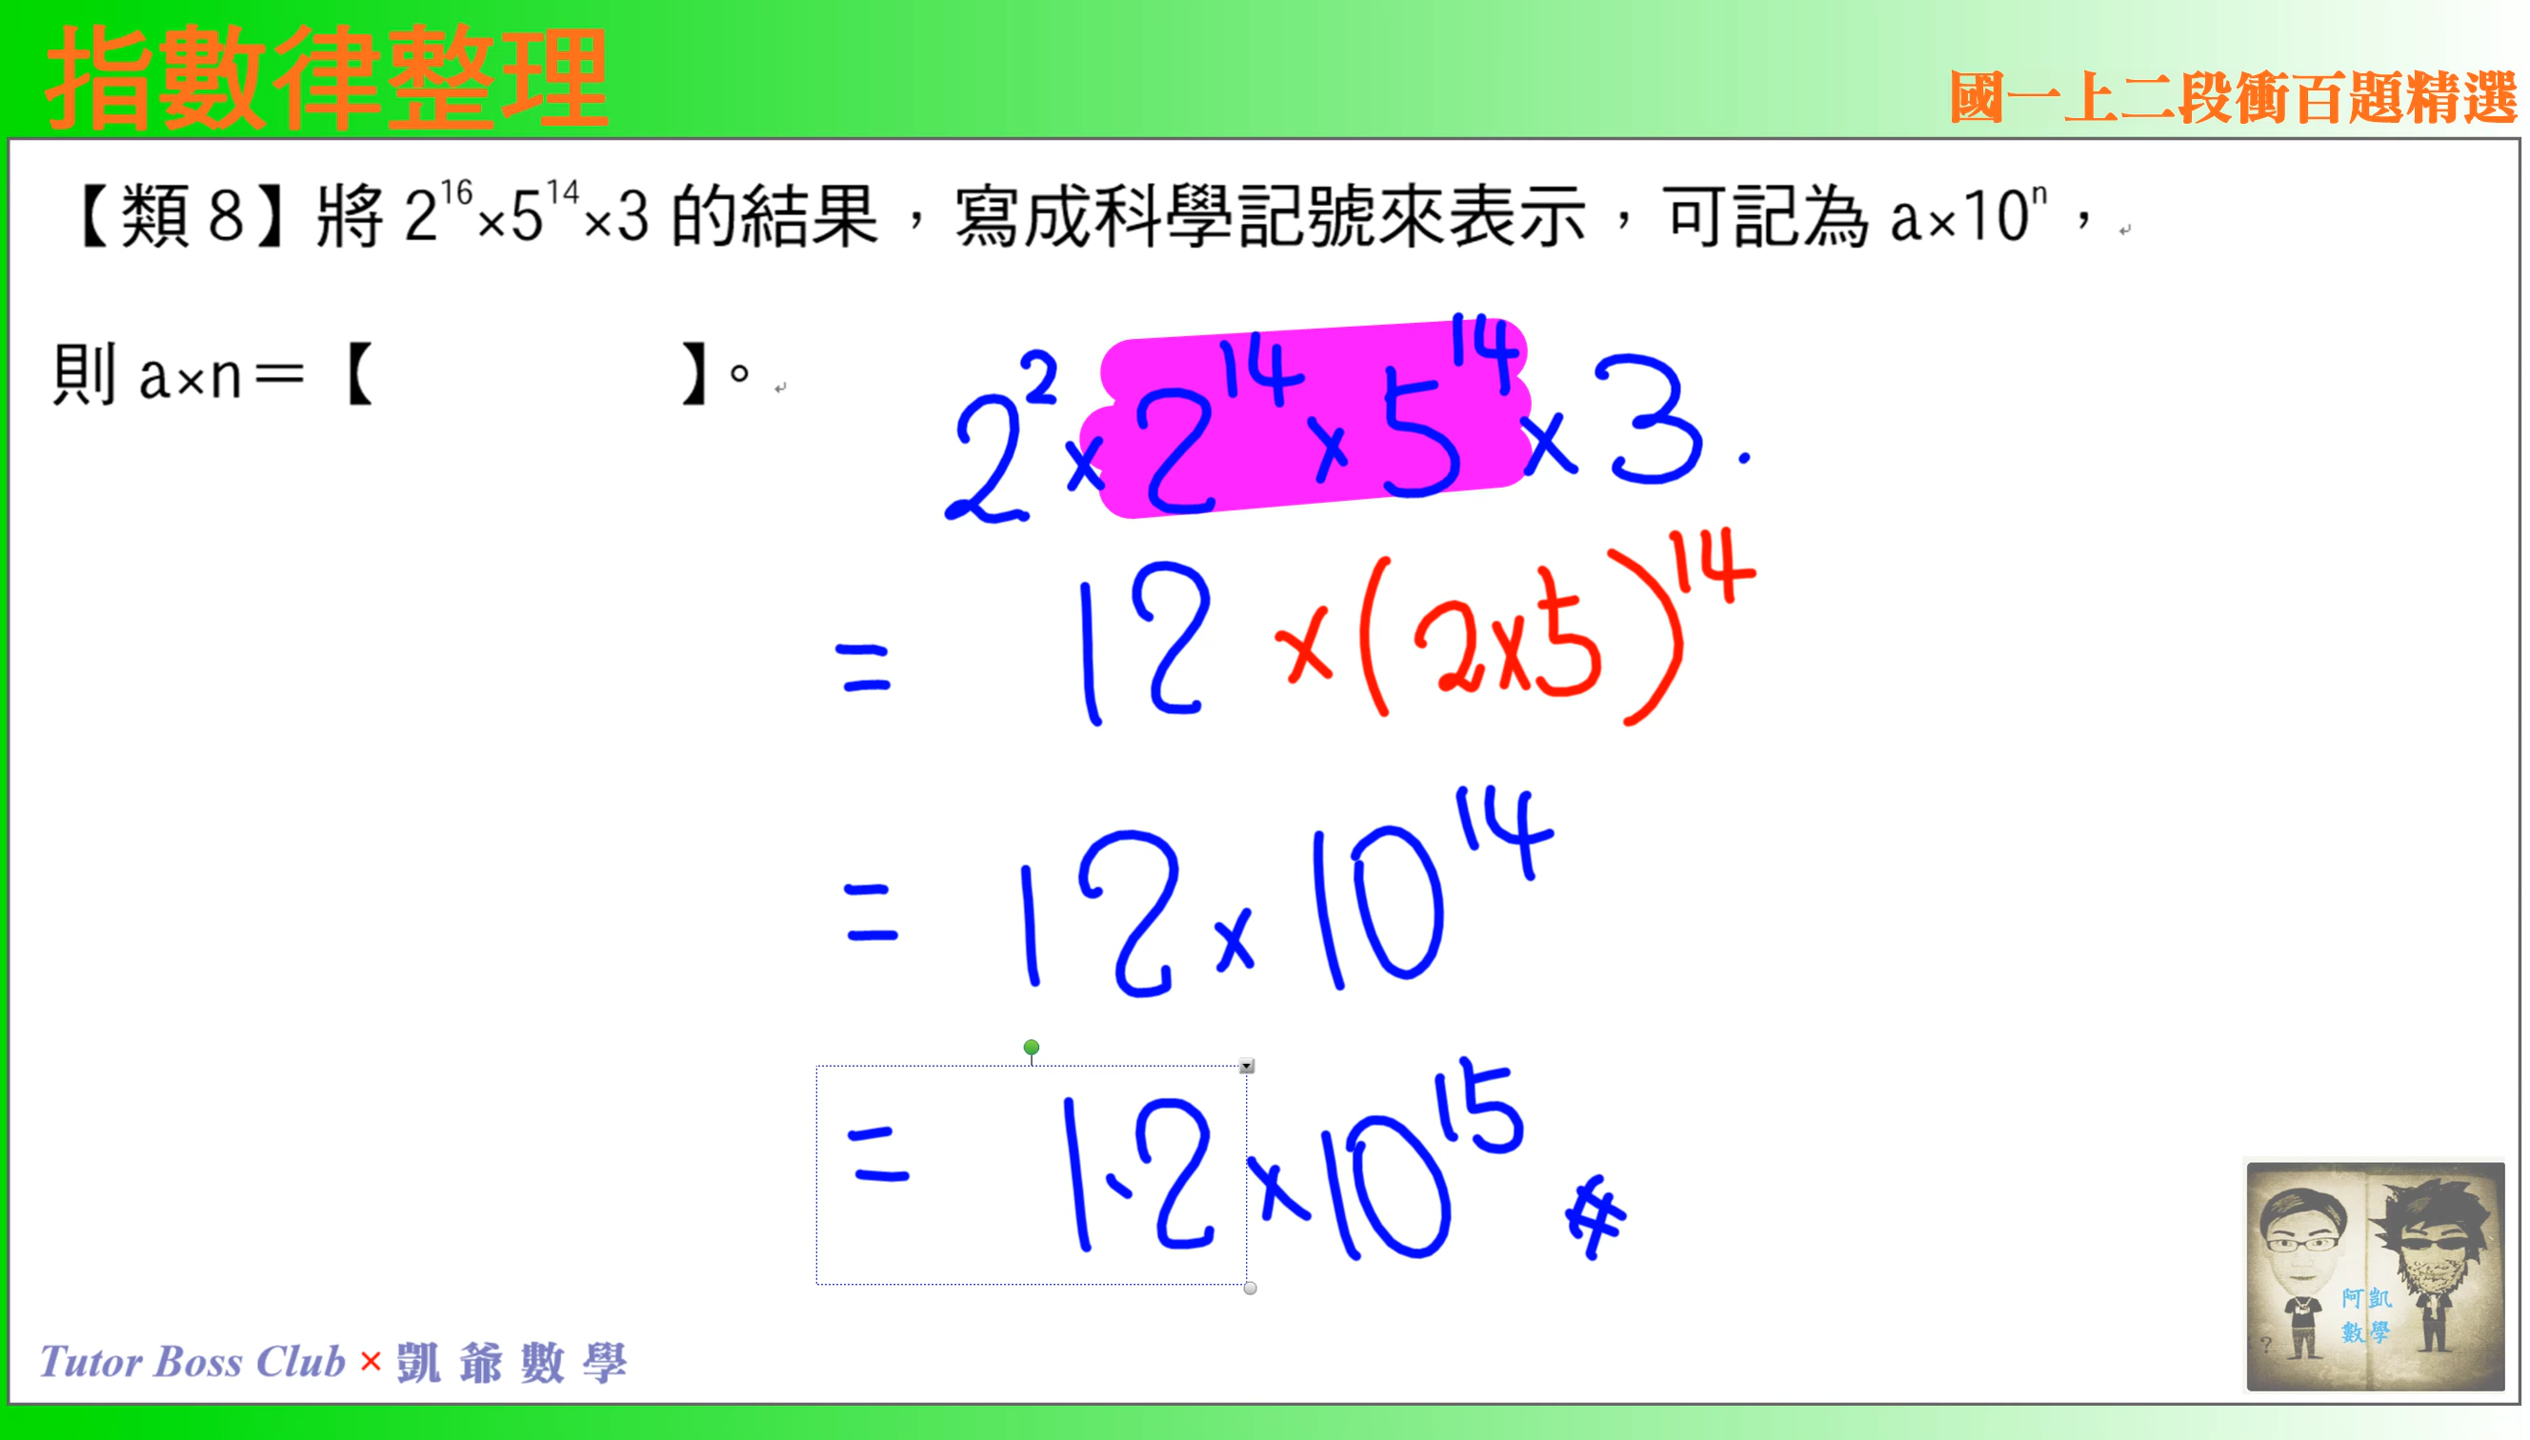 指數律整理
國一上二段衝百題精選
【類 8】將 2¹⁶×5¹⁴×3 的結果，寫成科學記號來表示，可記為 a×10ⁿ，
則 a×n＝【　　　　】。
2² × 2¹⁴ × 5¹⁴ × 3 .
= 12 × (2×5)¹⁴
= 12 × 10¹⁴
= 1.2 × 10¹⁵ #
Tutor Boss Club × 凱爺數學
?
阿凱
數學